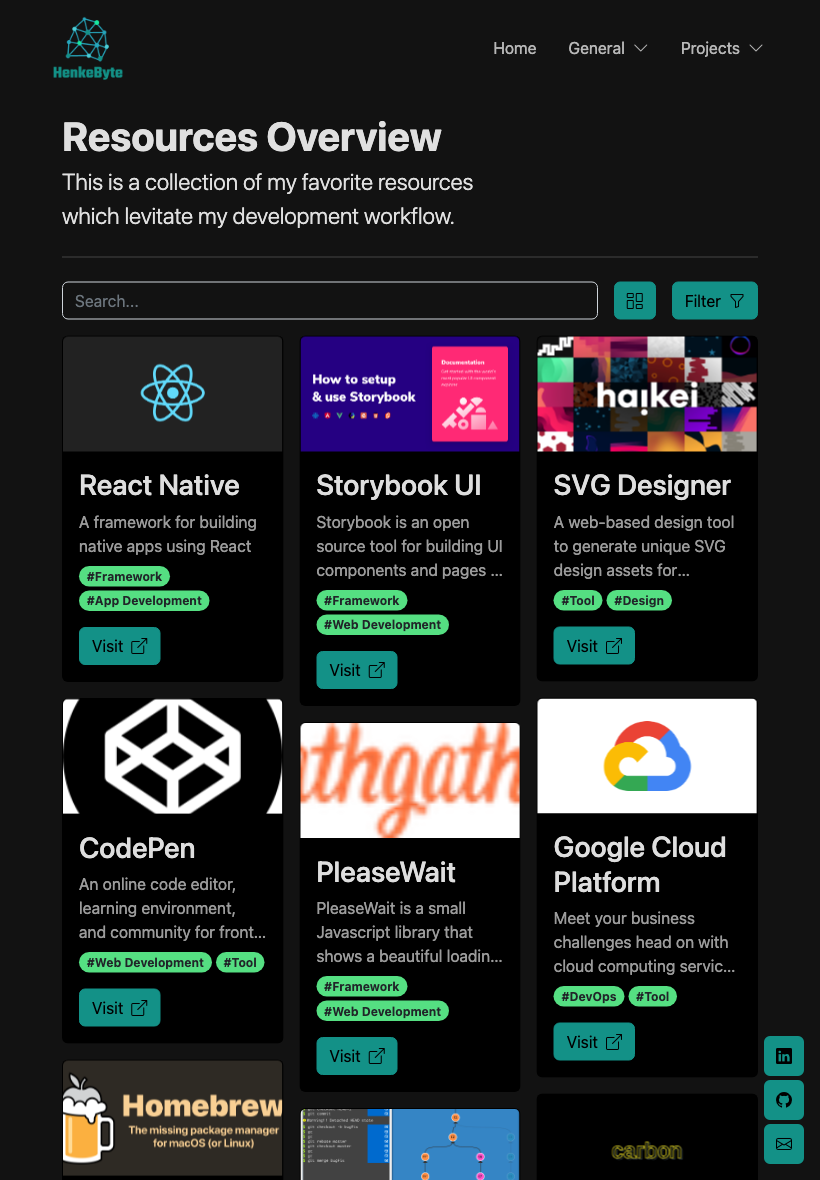 HenkeByte
Home
General
Projects
Resources Overview
This is a collection of my favorite resources
which levitate my development workflow.
Search...
Filter
React Native
A framework for building
native apps using React
#Framework
#App Development
Visit
How to setup
& use Storybook
Documentation
Storybook UI
Storybook is an open
source tool for building UI
components and pages ...
#Framework
#Web Development
Visit
haikei
SVG Designer
A web-based design tool
to generate unique SVG
design assets for...
#Tool #Design
Visit
CodePen
An online code editor,
learning environment,
and community for front...
#Web Development #Tool
Visit
athgath
PleaseWait
PleaseWait is a small
Javascript library that
shows a beautiful loadin...
#Framework
#Web Development
Visit
Google Cloud
Platform
Meet your business
challenges head on with
cloud computing servic...
#DevOps #Tool
Visit
Homebrew
The missing package manager
for macOS (or Linux)
carbon